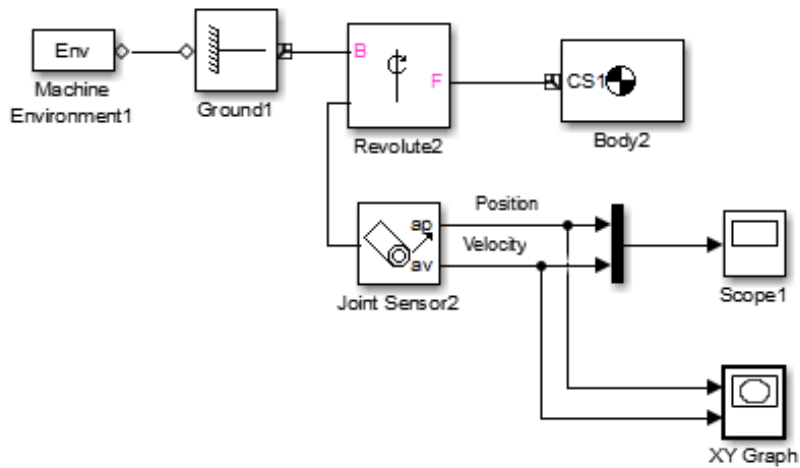 Env
Machine
Environment1
Ground1
B
F
Revolute2
CS1
Body2
ap
av
Joint Sensor2
Position
Velocity
Scope1
XY Graph